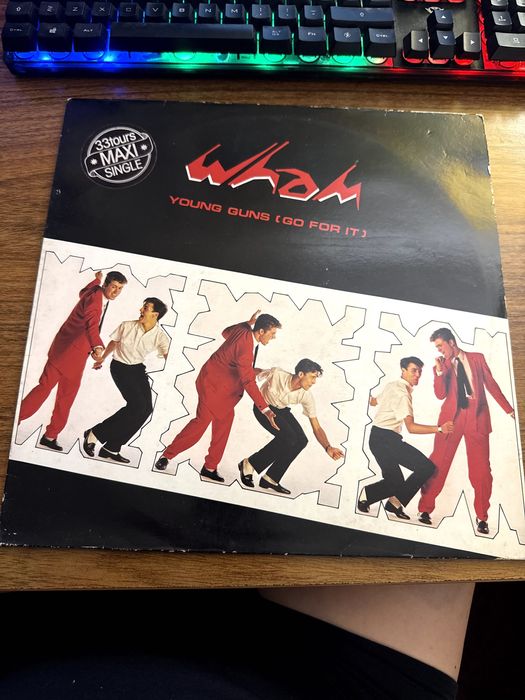 33tours
MAXI
SINGLE
Wham
YOUNG GUNS (GO FOR IT)